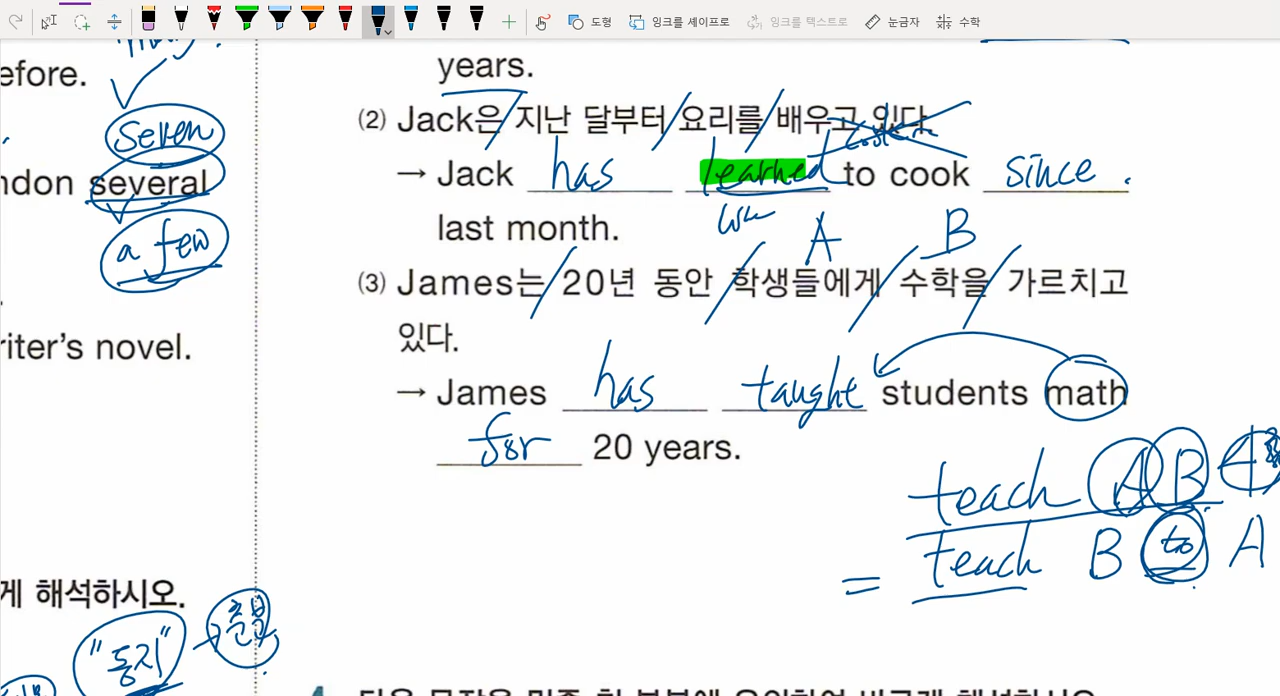 도형 잉크를 셰이프로 잉크를 텍스트로 눈금자 수학
efore.
seven
ndon several
a few
riter's novel.
게 해석하시오.
"동지"
years.
(2) Jack은 지난 달부터 요리를 배우고 있다.
→ Jack has learned to cook since
last month.
A B
(3) James는 20년 동안 학생들에게 수학을 가르치고
있다.
→ James has taught students math
for 20 years.
teach A B
= teach B to A